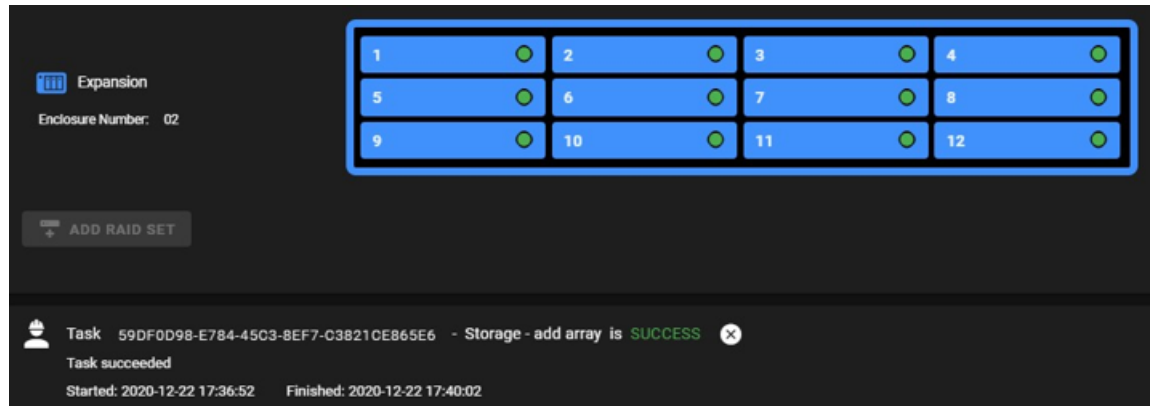 1 2 3 4
Expansion
5 6 7 8
Enclosure Number: 02
9 10 11 12
ADD RAID SET
Task 59DF0D98-E784-45C3-8EF7-C3821CE865E6 - Storage - add array is SUCCESS
Task succeeded
Started: 2020-12-22 17:36:52 Finished: 2020-12-22 17:40:02